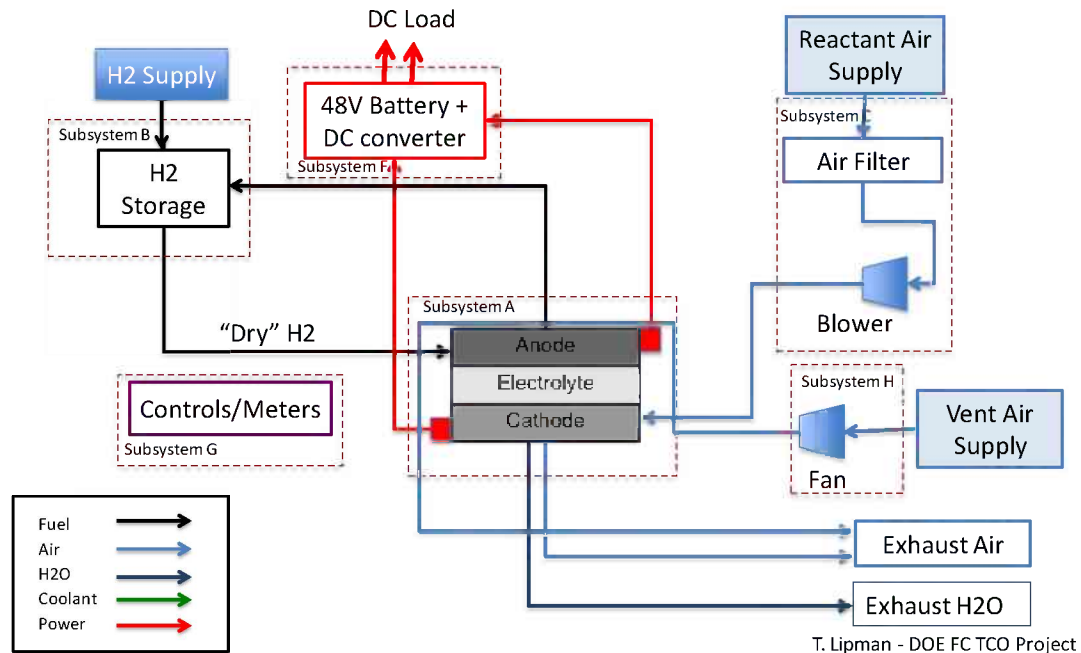 DC Load
H2 Supply
Reactant Air
Supply
Subsystem B
48V Battery +
DC converter
Subsystem F
Subsystem C
Air Filter
H2
Storage
Blower
Subsystem A
"Dry" H2
Anode
Electrolyte
Cathode
Controls/Meters
Subsystem G
Subsystem H
Fan
Vent Air
Supply
Fuel
Air
H2O
Coolant
Power
Exhaust Air
Exhaust H2O
T. Lipman - DOE FC TCO Project